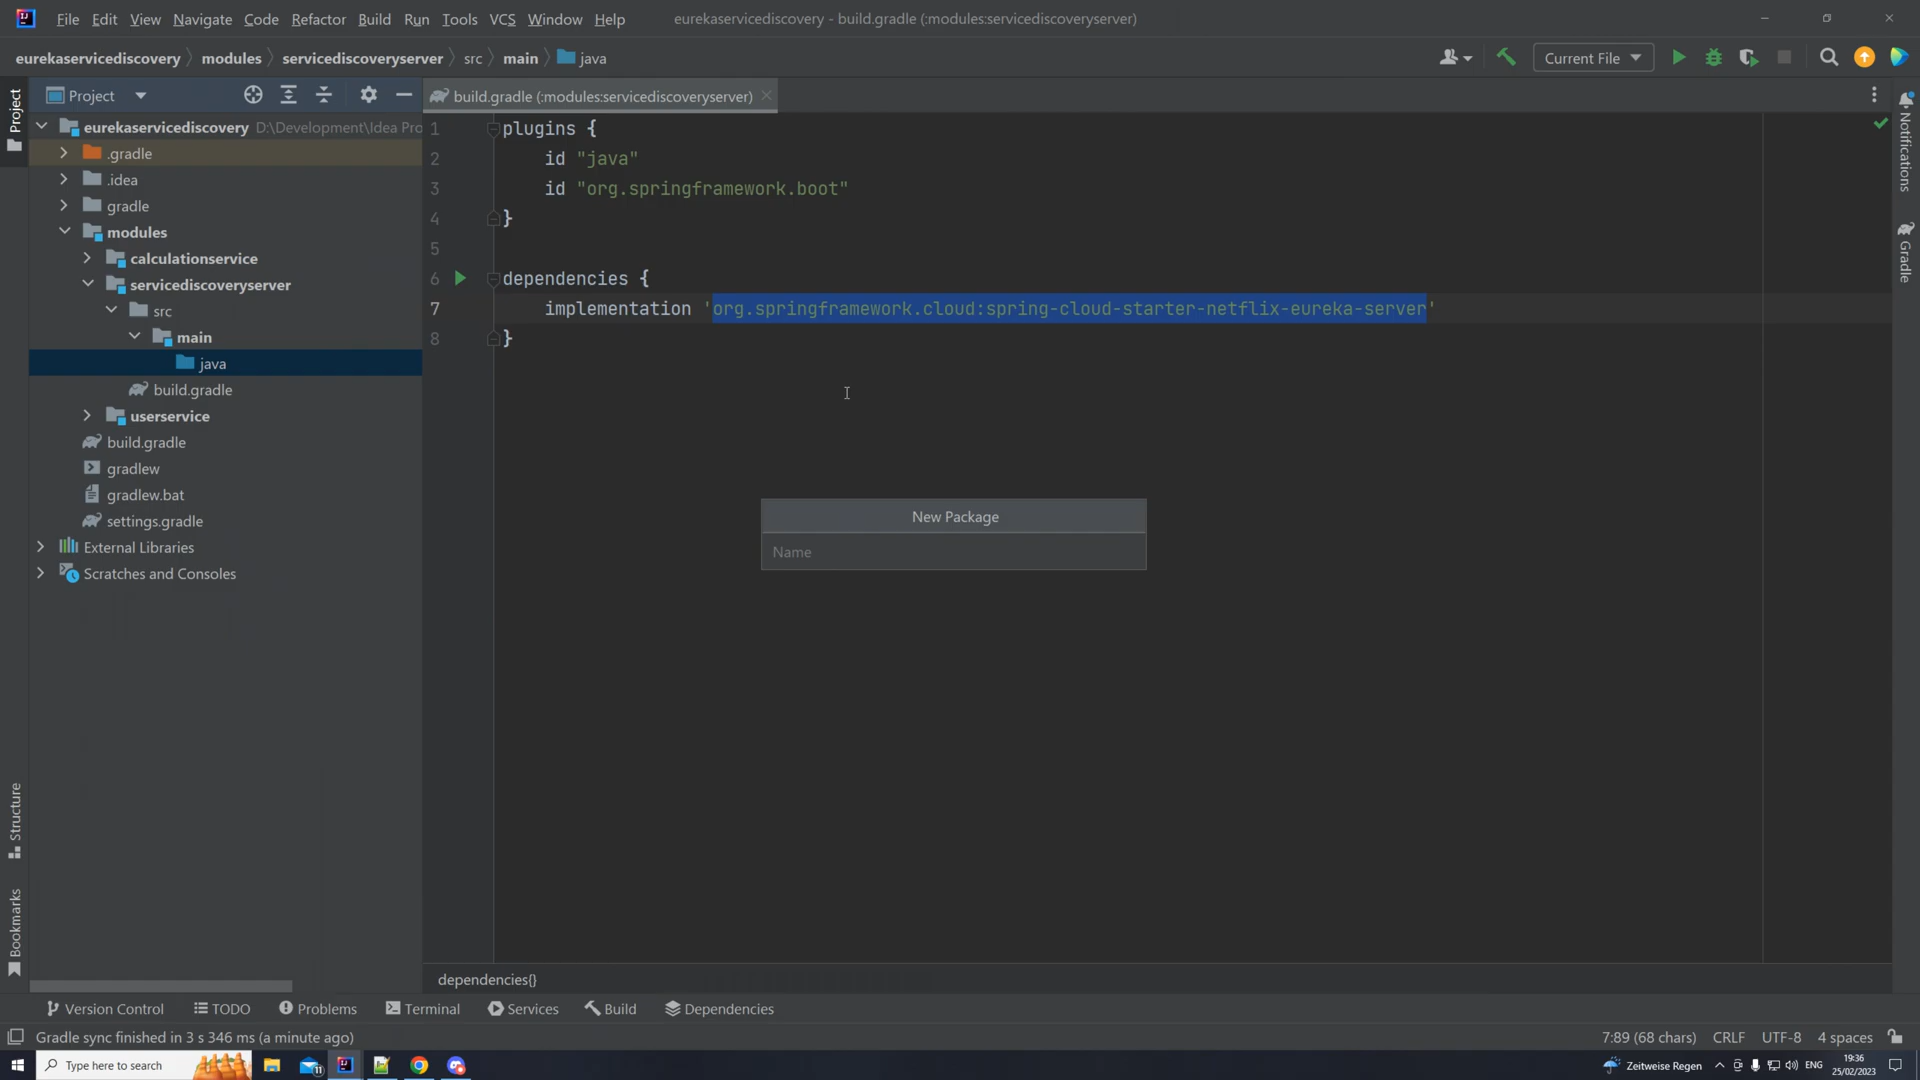 File Edit View Navigate Code Refactor Build Run Tools VCS Window Help eurekaservicediscovery - build.gradle (:modules:servicediscoveryserver)
eurekaservicediscovery modules servicediscoveryserver src main java Current File
Project build.gradle (:modules:servicediscoveryserver)
Project
Structure
Bookmarks
eurekaservicediscovery D:\Development\Idea Pro
.gradle
.idea
gradle
modules
calculationservice
servicediscoveryserver
src
main
java
build.gradle
userservice
build.gradle
gradlew
gradlew.bat
settings.gradle
External Libraries
Scratches and Consoles
1 plugins {
2 id "java"
3 id "org.springframework.boot"
4 }
5
6 dependencies {
7 implementation 'org.springframework.cloud:spring-cloud-starter-netflix-eureka-server'
8 }
New Package
Name
Notifications
Gradle
dependencies{}
Version Control TODO Problems Terminal Services Build Dependencies
Gradle sync finished in 3 s 346 ms (a minute ago) 7:89 (68 chars) CRLF UTF-8 4 spaces
Type here to search 11 Zeitweise Regen ENG 19:36
25/02/2023